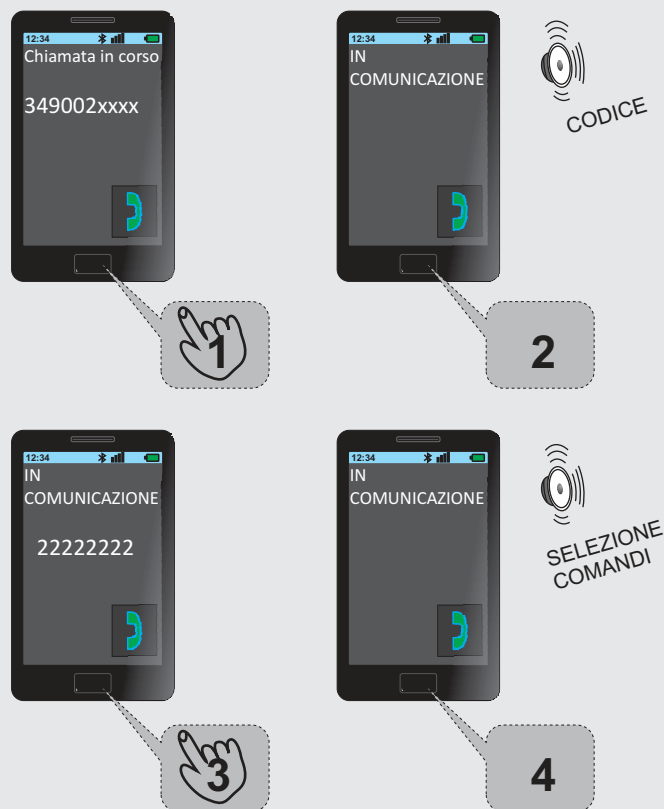 12:34
Chiamata in corso
349002xxxx
1
12:34
IN
COMUNICAZIONE
CODICE
2
12:34
IN
COMUNICAZIONE
22222222
3
12:34
IN
COMUNICAZIONE
SELEZIONE
COMANDI
4